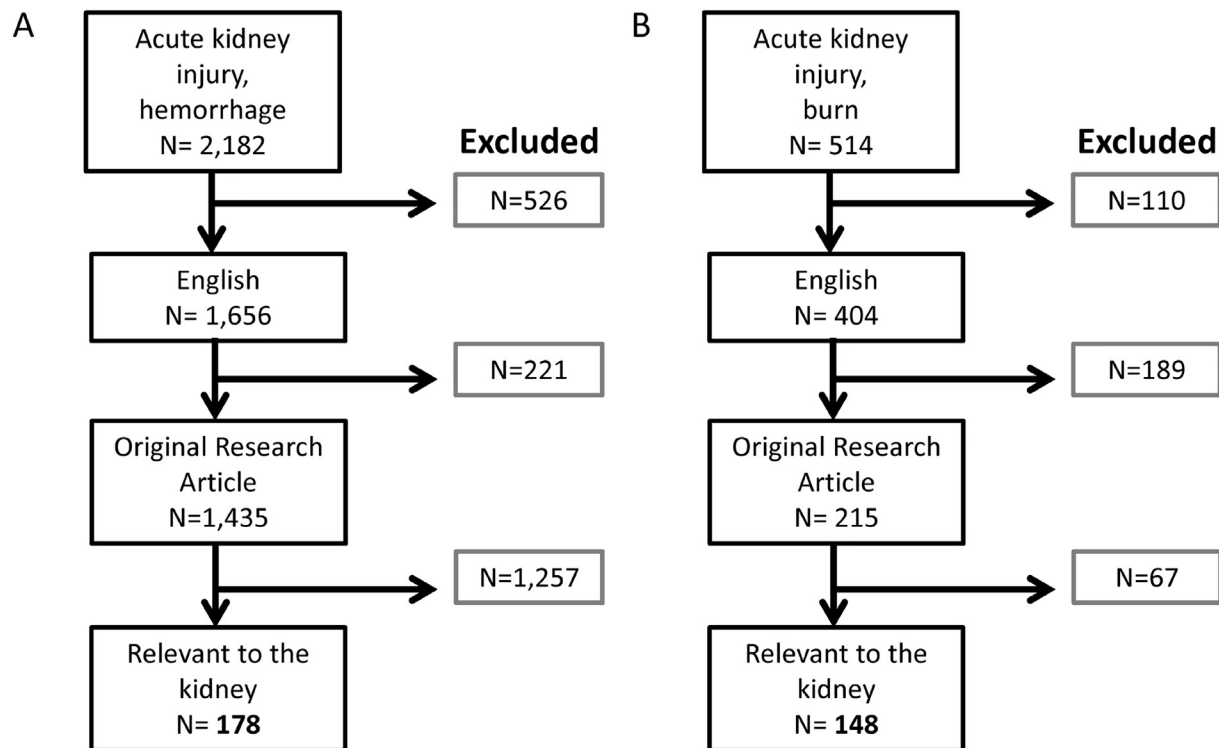 A
Acute kidney
injury,
hemorrhage
N= 2,182
Excluded
N=526
English
N= 1,656
N=221
Original Research
Article
N=1,435
N=1,257
Relevant to the
kidney
N= 178
B
Acute kidney
injury,
burn
N= 514
Excluded
N=110
English
N= 404
N=189
Original Research
Article
N= 215
N=67
Relevant to the
kidney
N= 148